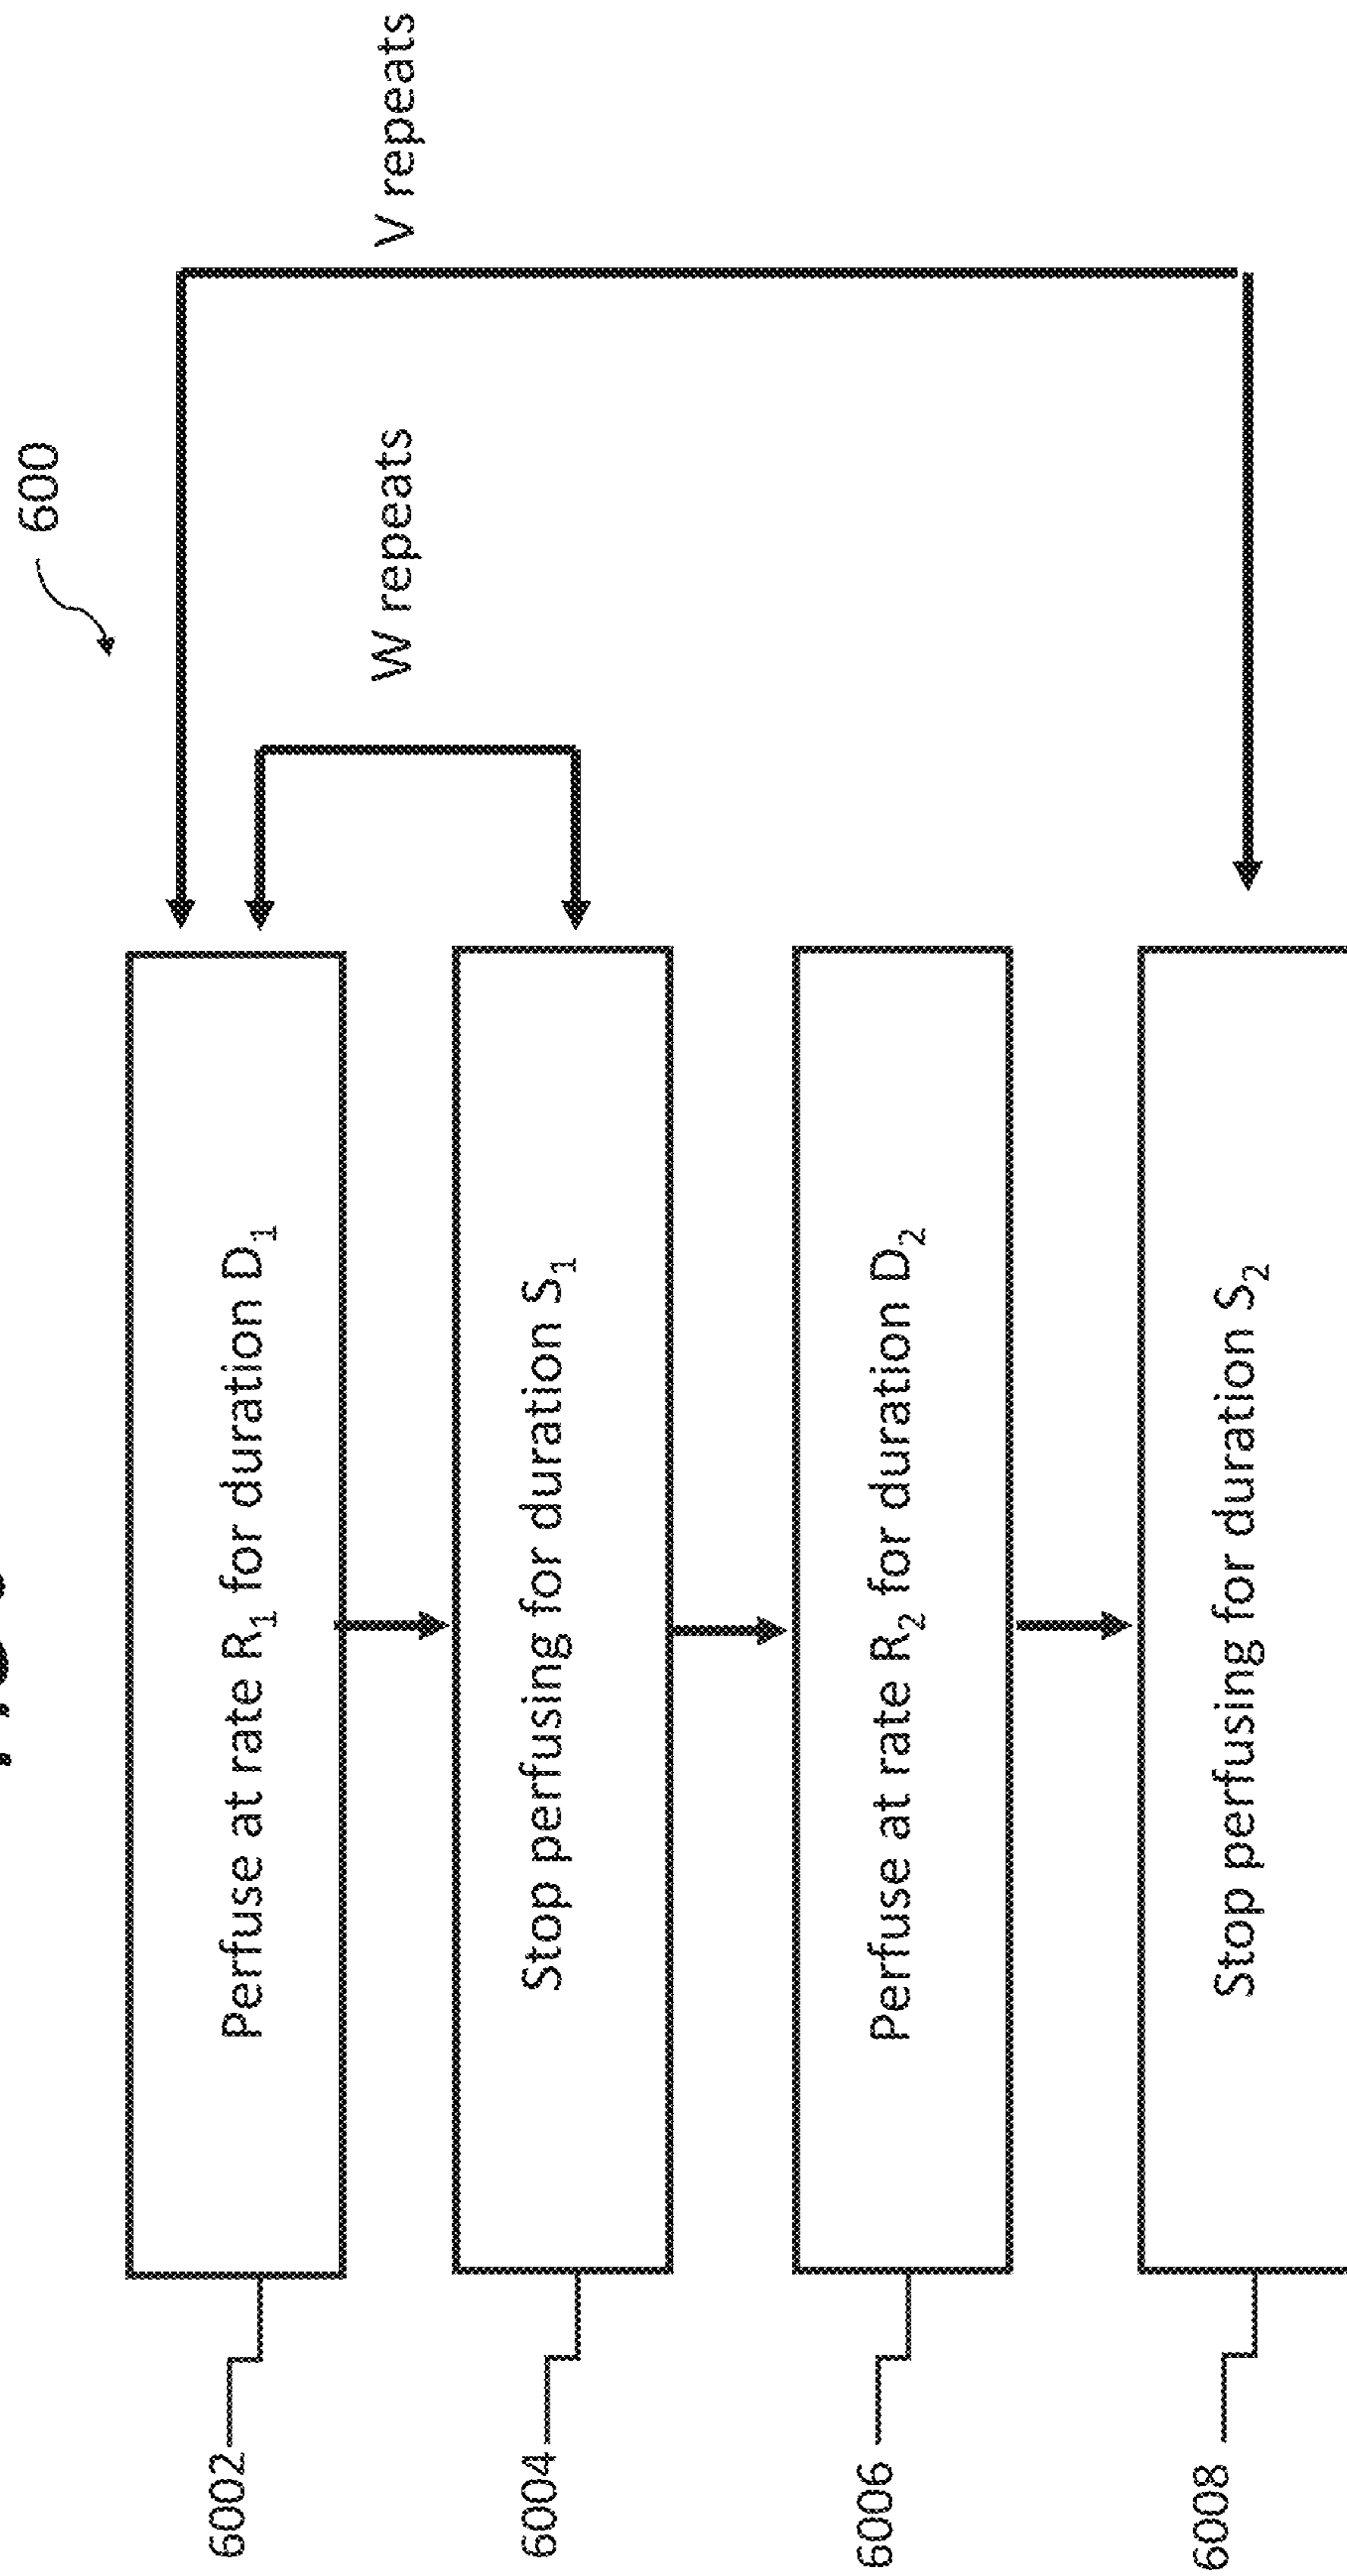 600
6002
Perfuse at rate R₁ for duration D₁
6004
Stop perfusing for duration S₁
W repeats
V repeats
6006
Perfuse at rate R₂ for duration D₂
6008
Stop perfusing for duration S₂